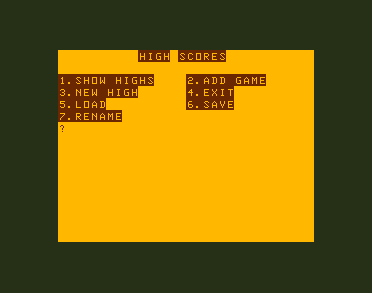 HIGH SCORES
1.SHOW HIGHS 2.ADD GAME
3.NEW HIGH 4.EXIT
5.LOAD 6.SAVE
7.RENAME
?